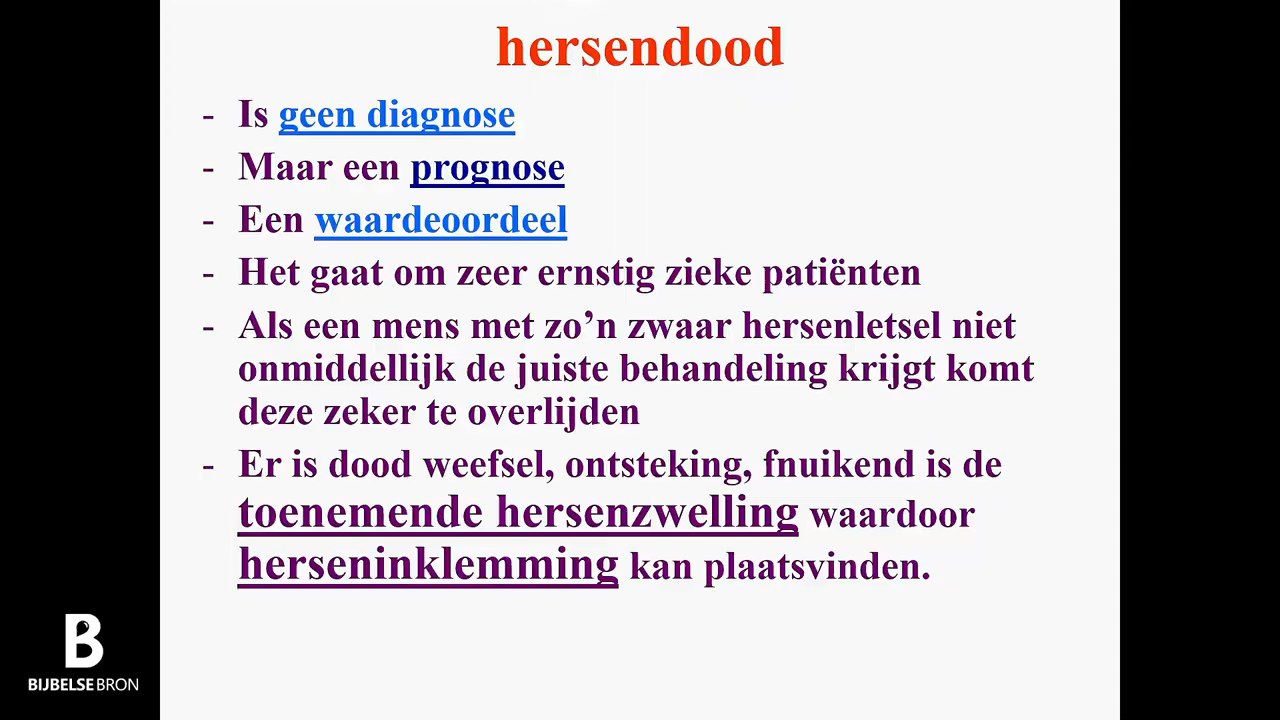 hersendood
- Is geen diagnose
- Maar een prognose
- Een waardeoordeel
- Het gaat om zeer ernstig zieke patiënten
- Als een mens met zo’n zwaar hersenletsel niet
onmiddellijk de juiste behandeling krijgt komt
deze zeker te overlijden
- Er is dood weefsel, ontsteking, fnuikend is de
toenemende hersenzwelling waardoor
herseninklemming kan plaatsvinden.
B
BIJBELSEBRON